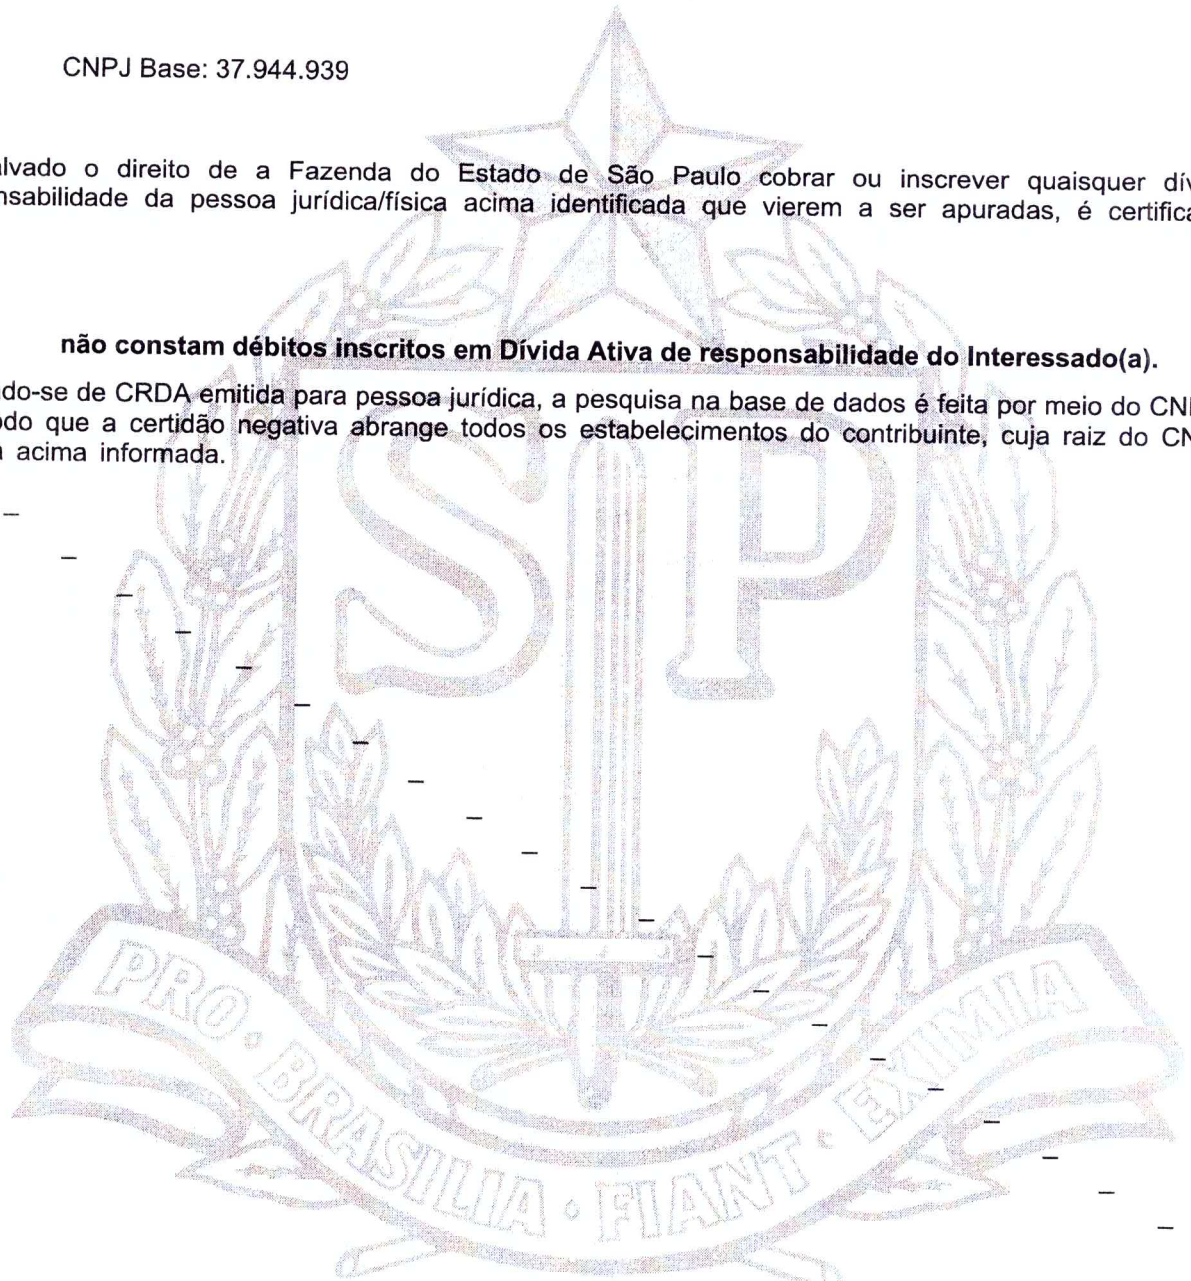 CNPJ Base: 37.944.939
lvado o direito de a Fazenda do Estado de São Paulo cobrar ou inscrever quaisquer dív
nsabilidade da pessoa jurídica/física acima identificada que vierem a ser apuradas, é certifica
não constam débitos inscritos em Dívida Ativa de responsabilidade do Interessado(a).
do-se de CRDA emitida para pessoa jurídica, a pesquisa na base de dados é feita por meio do CN
do que a certidão negativa abrange todos os estabelecimentos do contribuinte, cuja raiz do CN
acima informada.
SP
PRO • BRASILIA • FIANT • EXIMIA